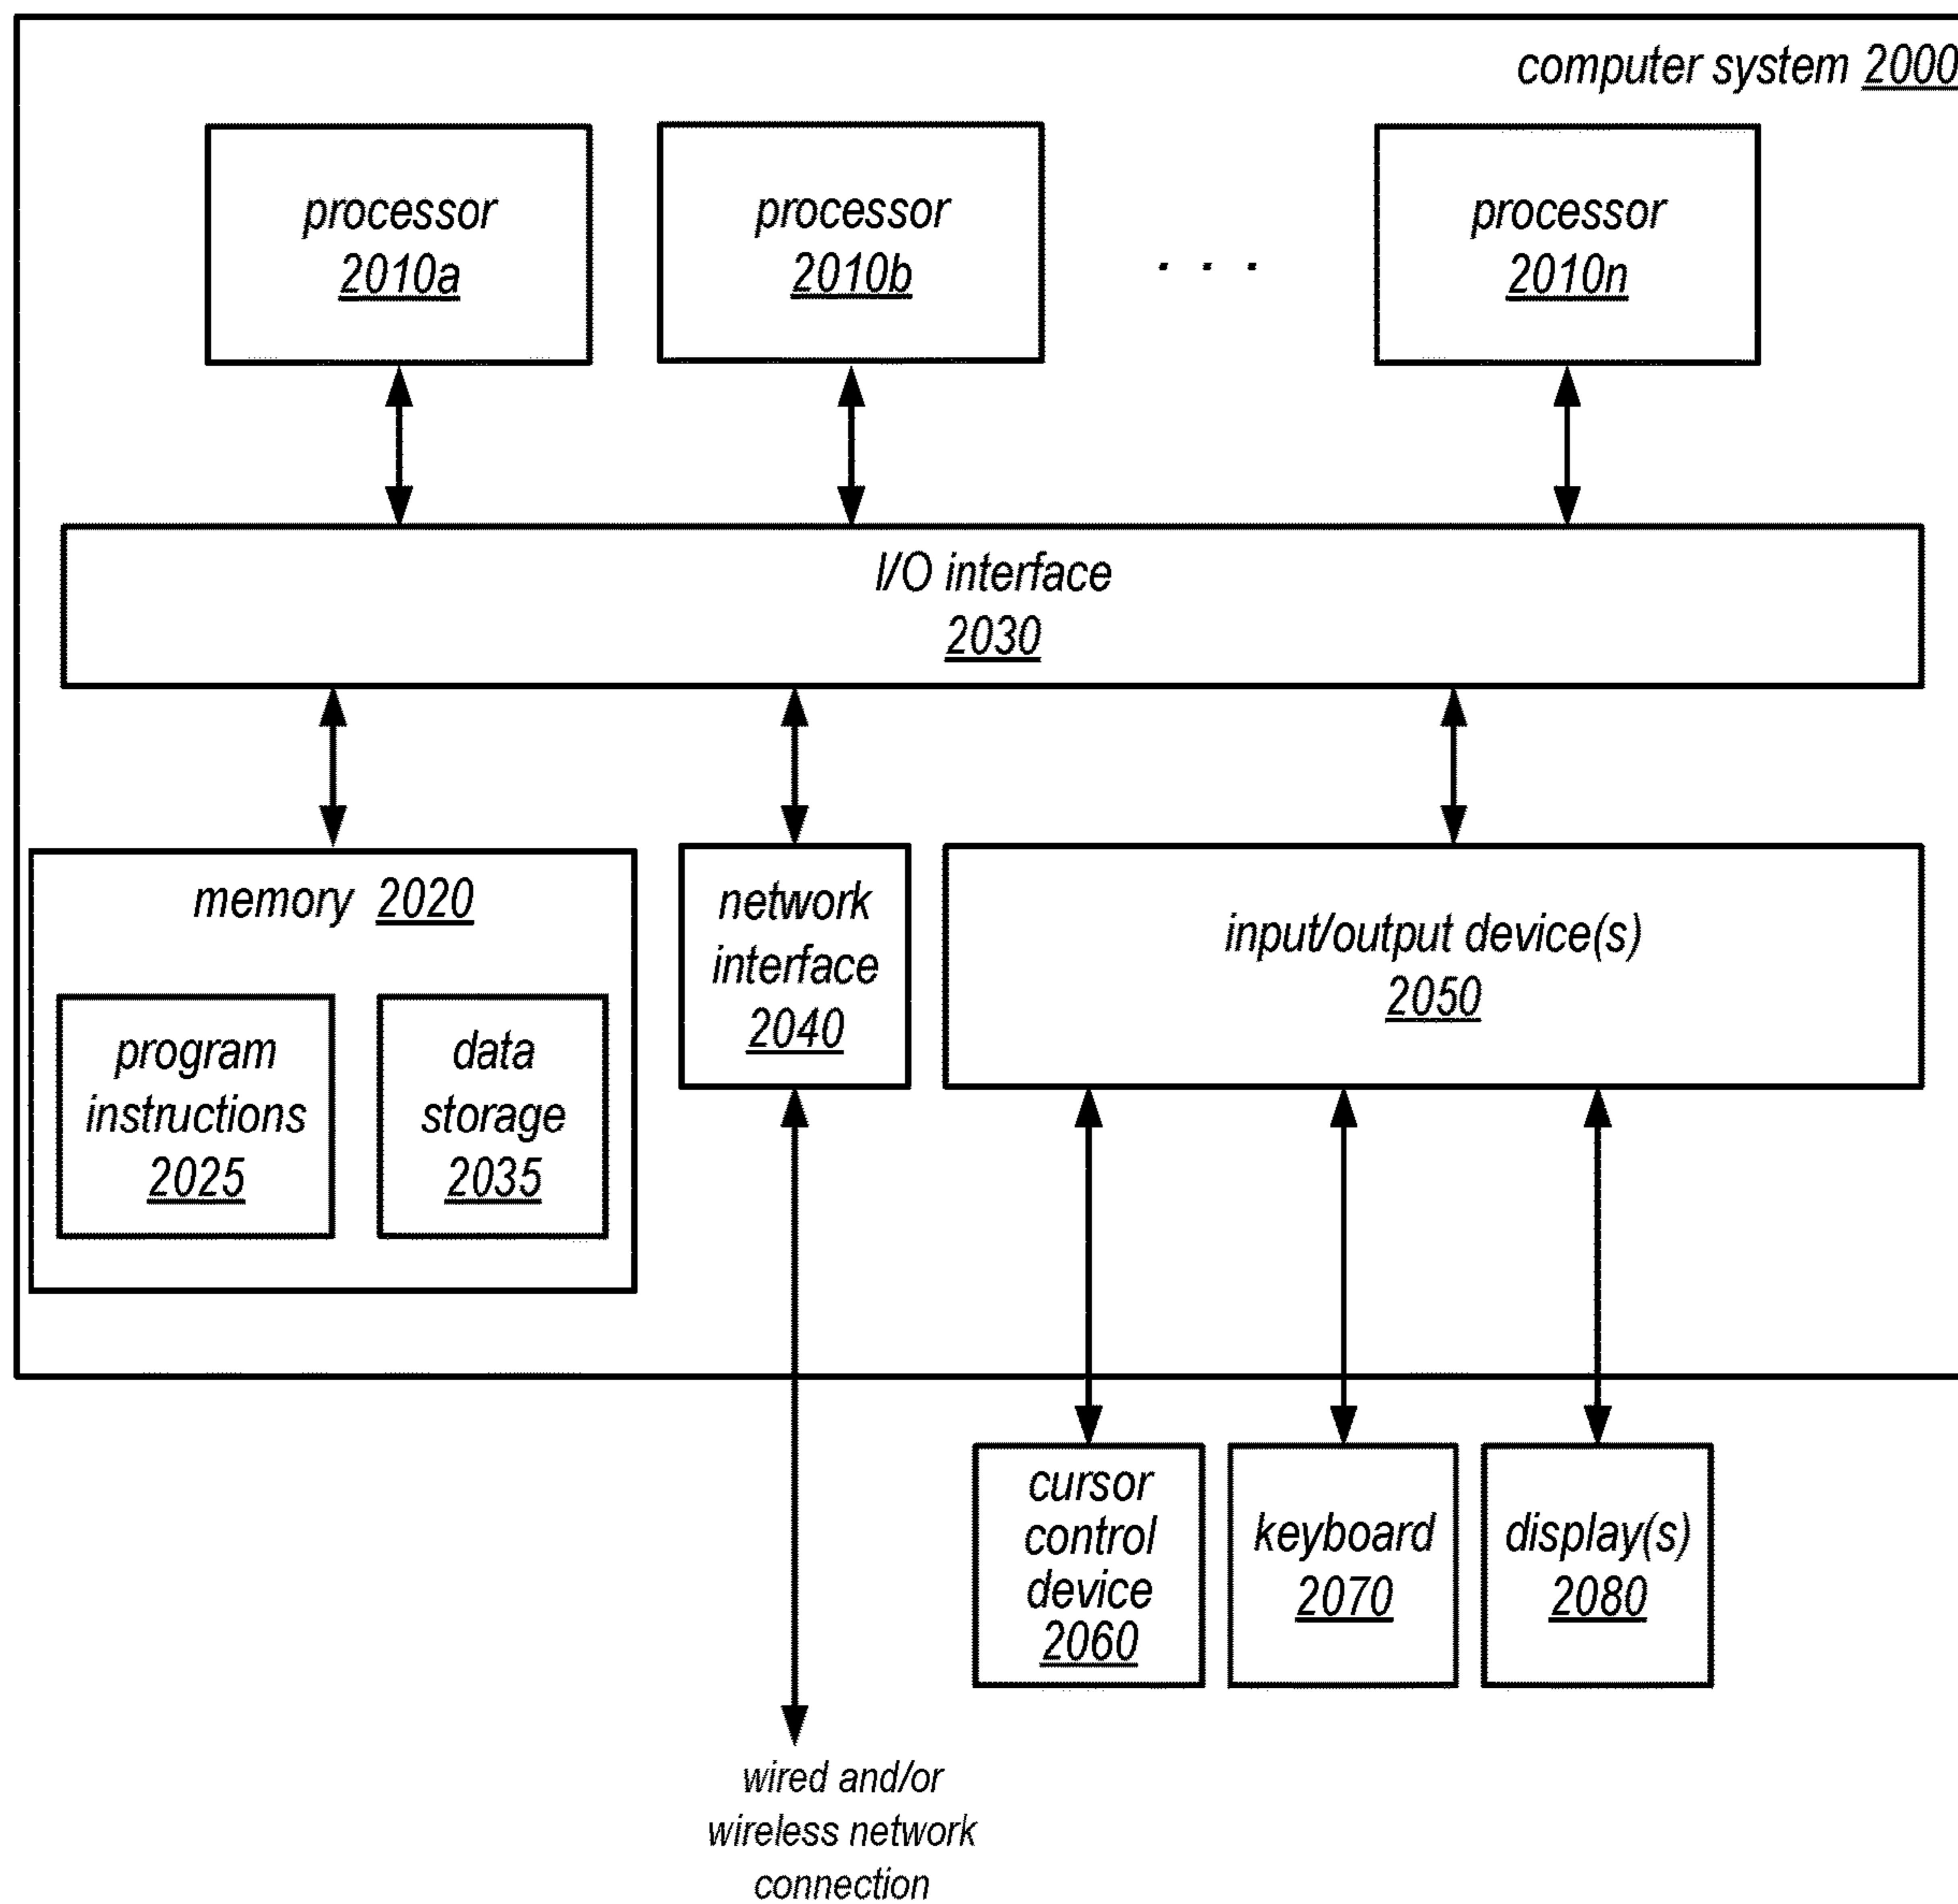 computer system 2000
processor
2010a
processor
2010b
. . .
processor
2010n
I/O interface
2030
memory 2020
program
instructions
2025
data
storage
2035
network
interface
2040
input/output device(s)
2050
cursor
control
device
2060
keyboard
2070
display(s)
2080
wired and/or
wireless network
connection